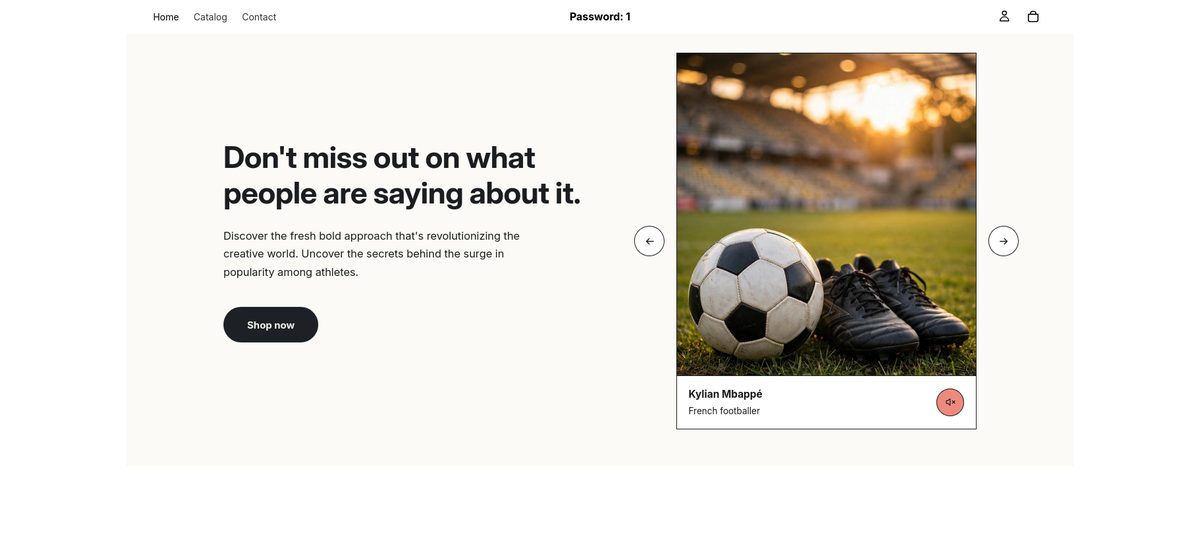 Home Catalog Contact Password: 1
Don't miss out on what
people are saying about it.
Discover the fresh bold approach that's revolutionizing the
creative world. Uncover the secrets behind the surge in
popularity among athletes.
Shop now
Kylian Mbappé
French footballer